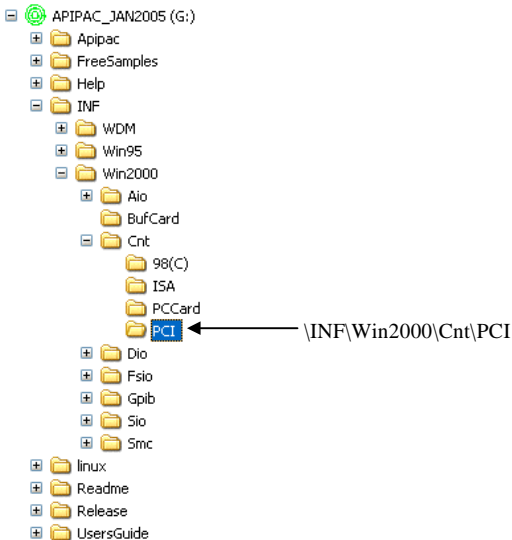 APIPAC_JAN2005 (G:)
Apipac
FreeSamples
Help
INF
WDM
Win95
Win2000
Aio
BufCard
Cnt
98(C)
ISA
PCCard
PCI
\INF\Win2000\Cnt\PCI
Dio
Fsio
Gpib
Sio
Smc
linux
Readme
Release
UsersGuide